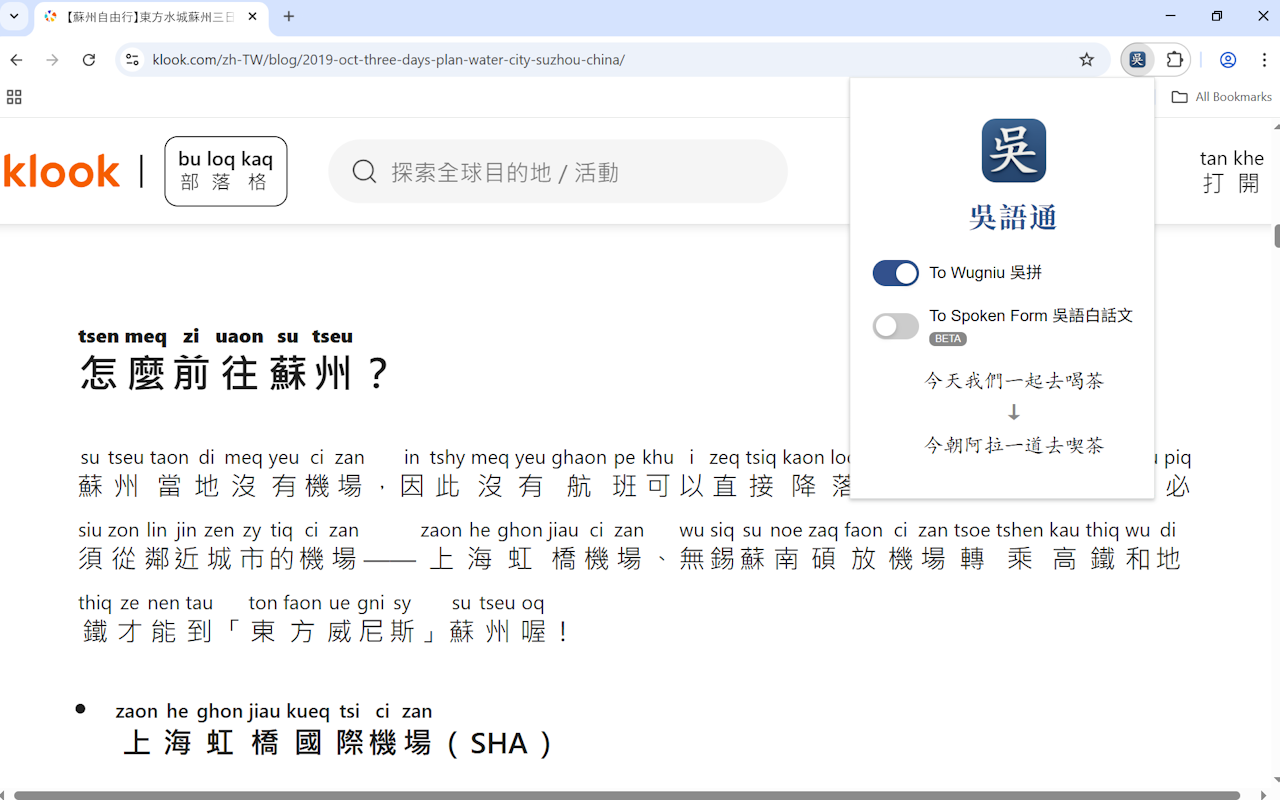 【蘇州自由行】東方水城蘇州三日
klook.com/zh-TW/blog/2019-oct-three-days-plan-water-city-suzhou-china/
吳
All Bookmarks
klook
bu loq kaq
部落格
探索全球目的地 / 活動
tan khe
打開
吳
吳語通
To Wugniu 吳拼
To Spoken Form 吳語白話文
BETA
今天我們一起去喝茶
↓
今朝阿拉一道去喫茶
tsen meq zi uaon su tseu
怎麼前往蘇州？
su tseu taon di meq yeu ci zan in tshy meq yeu ghaon pe khu i zeq tsiq kaon piq
蘇州當地沒有機場，因此沒有航班可以直接降落 必
siu zon lin jin zen zy tiq ci zan zaon he ghon jiau ci zan wu siq su noe zaq faon ci zan tsoe tshen kau thiq wu di
須從鄰近城市的機場——上海虹橋機場、無錫蘇南碩放機場轉乘高鐵和地
thiq ze nen tau ton faon ue gni sy su tseu oq
鐵才能到「東方威尼斯」蘇州喔！
zaon he ghon jiau kueq tsi ci zan
上海虹橋國際機場（SHA）